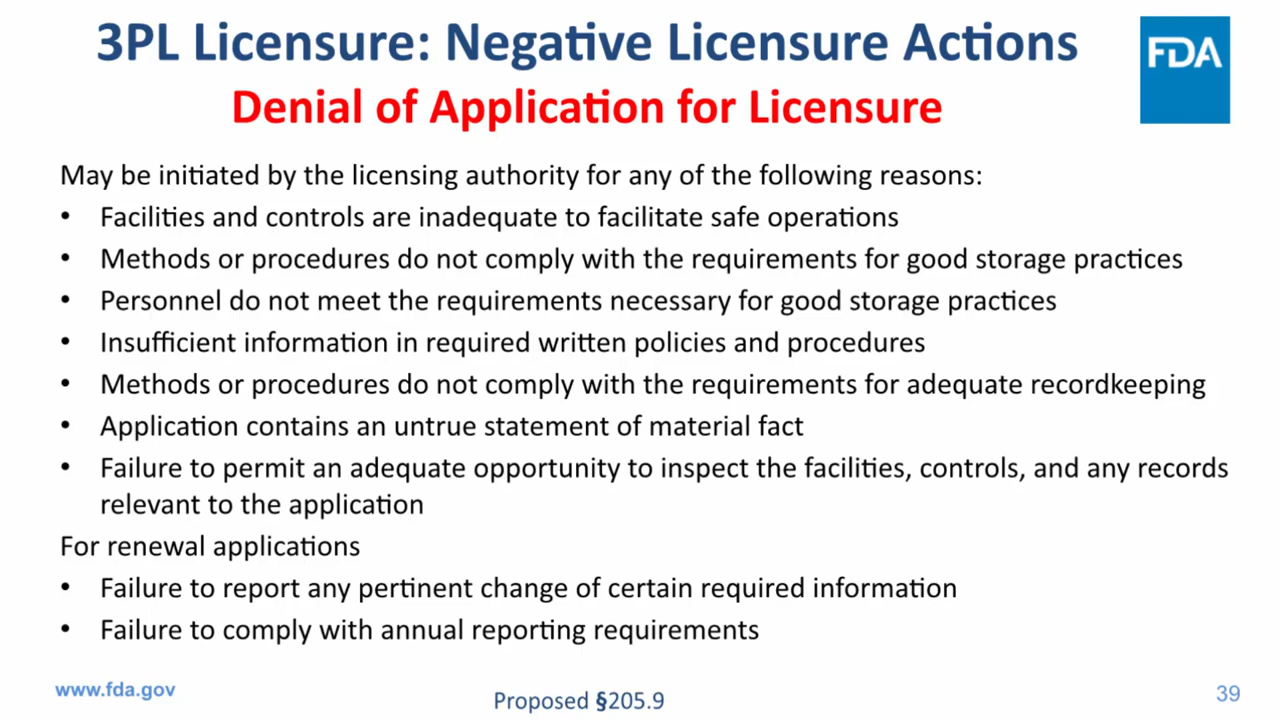 3PL Licensure: Negative Licensure Actions
FDA
Denial of Application for Licensure
May be initiated by the licensing authority for any of the following reasons:
• Facilities and controls are inadequate to facilitate safe operations
• Methods or procedures do not comply with the requirements for good storage practices
• Personnel do not meet the requirements necessary for good storage practices
• Insufficient information in required written policies and procedures
• Methods or procedures do not comply with the requirements for adequate recordkeeping
• Application contains an untrue statement of material fact
• Failure to permit an adequate opportunity to inspect the facilities, controls, and any records
relevant to the application
For renewal applications
• Failure to report any pertinent change of certain required information
• Failure to comply with annual reporting requirements
www.fda.gov
Proposed §205.9
39